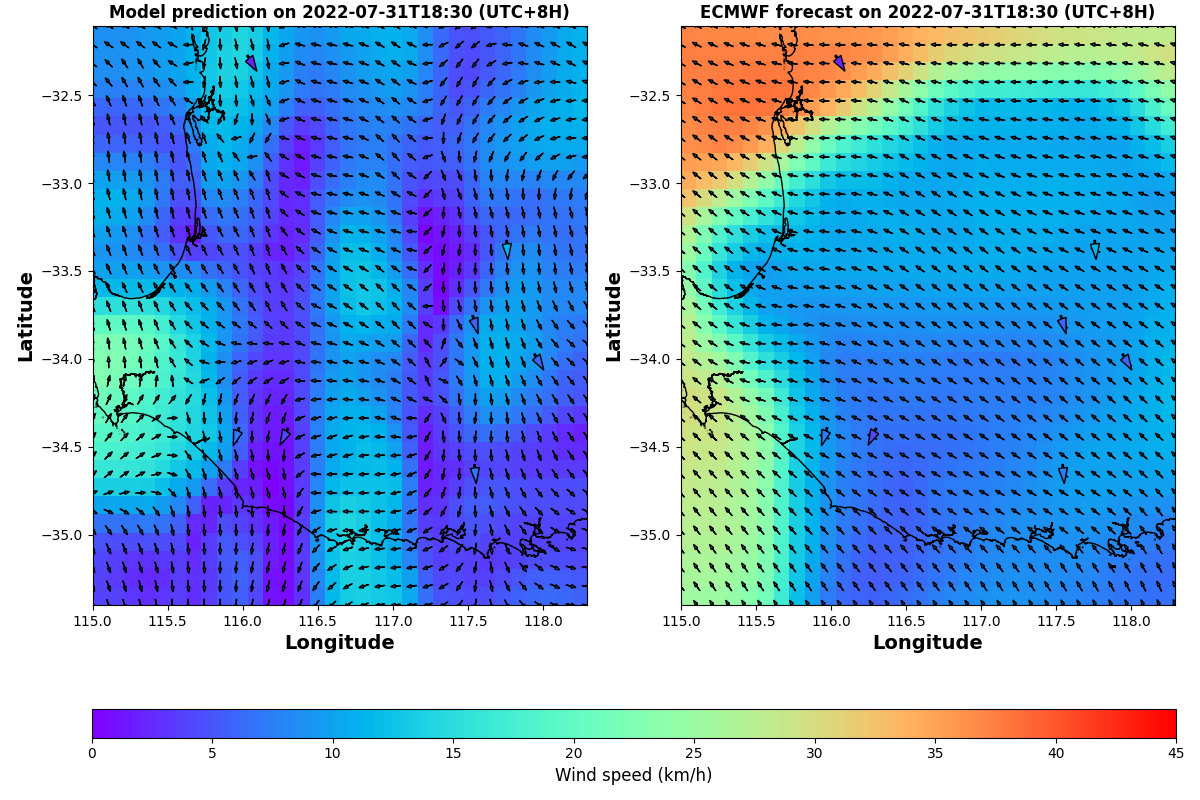 Model prediction on 2022-07-31T18:30 (UTC+8H)
ECMWF forecast on 2022-07-31T18:30 (UTC+8H)
−32.5
−33.0
−33.5
−34.0
−34.5
−35.0
Latitude
115.0 115.5 116.0 116.5 117.0 117.5 118.0
Longitude
−32.5
−33.0
−33.5
−34.0
−34.5
−35.0
Latitude
115.0 115.5 116.0 116.5 117.0 117.5 118.0
Longitude
0 5 10 15 20 25 30 35 40 45
Wind speed (km/h)